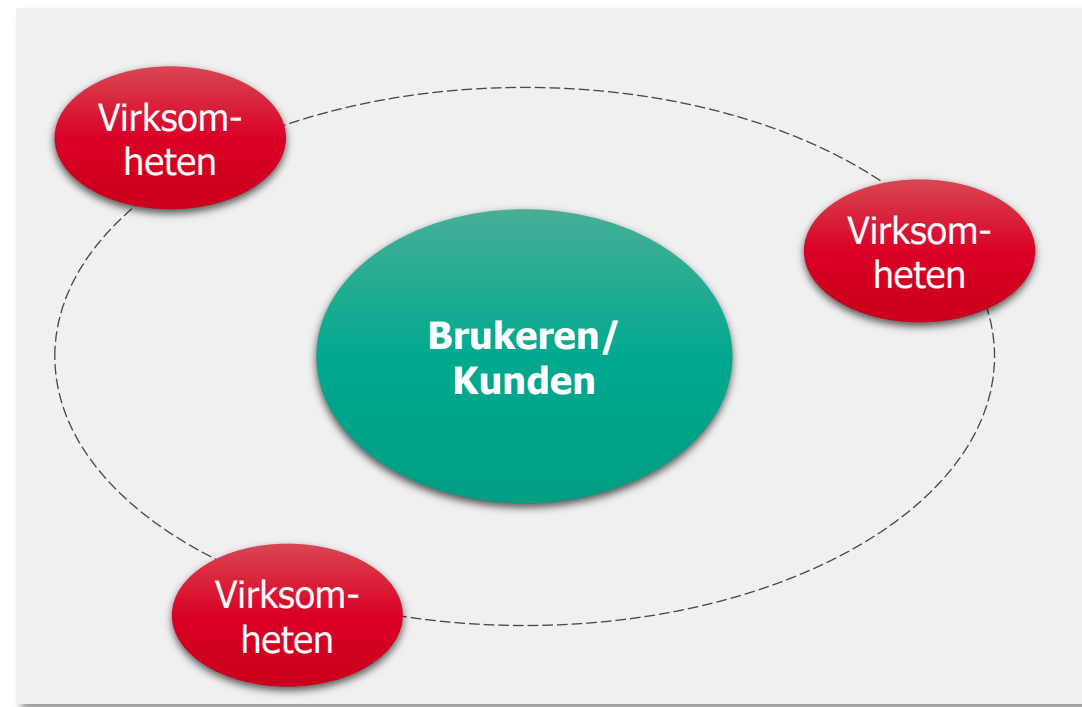 Virksom-
heten
Virksom-
heten
Brukeren/
Kunden
Virksom-
heten